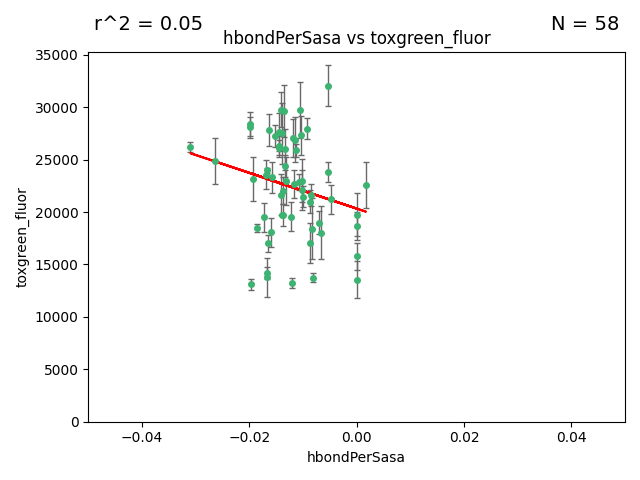 r^2 = 0.05
N = 58
hbondPerSasa vs toxgreen_fluor
35000
30000
25000
20000
15000
10000
5000
0
toxgreen_fluor
−0.04
−0.02
0.00
0.02
0.04
hbondPerSasa